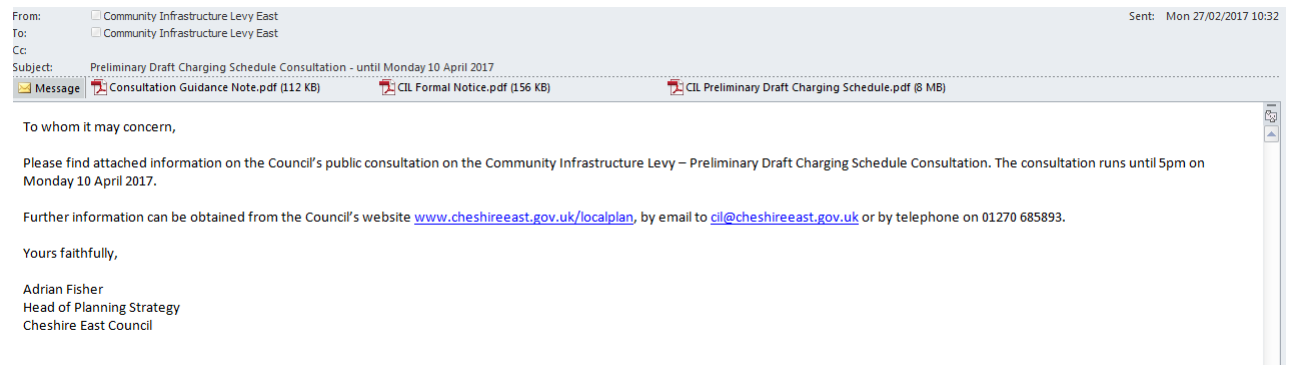 From: Community Infrastructure Levy East Sent: Mon 27/02/2017 10:32
To: Community Infrastructure Levy East
Cc:
Subject: Preliminary Draft Charging Schedule Consultation - until Monday 10 April 2017
Message Consultation Guidance Note.pdf (112 KB) CIL Formal Notice.pdf (156 KB) CIL Preliminary Draft Charging Schedule.pdf (8 MB)
To whom it may concern,
Please find attached information on the Council's public consultation on the Community Infrastructure Levy – Preliminary Draft Charging Schedule Consultation. The consultation runs until 5pm on
Monday 10 April 2017.
Further information can be obtained from the Council's website www.cheshireeast.gov.uk/localplan, by email to cil@cheshireeast.gov.uk or by telephone on 01270 685893.
Yours faithfully,
Adrian Fisher
Head of Planning Strategy
Cheshire East Council